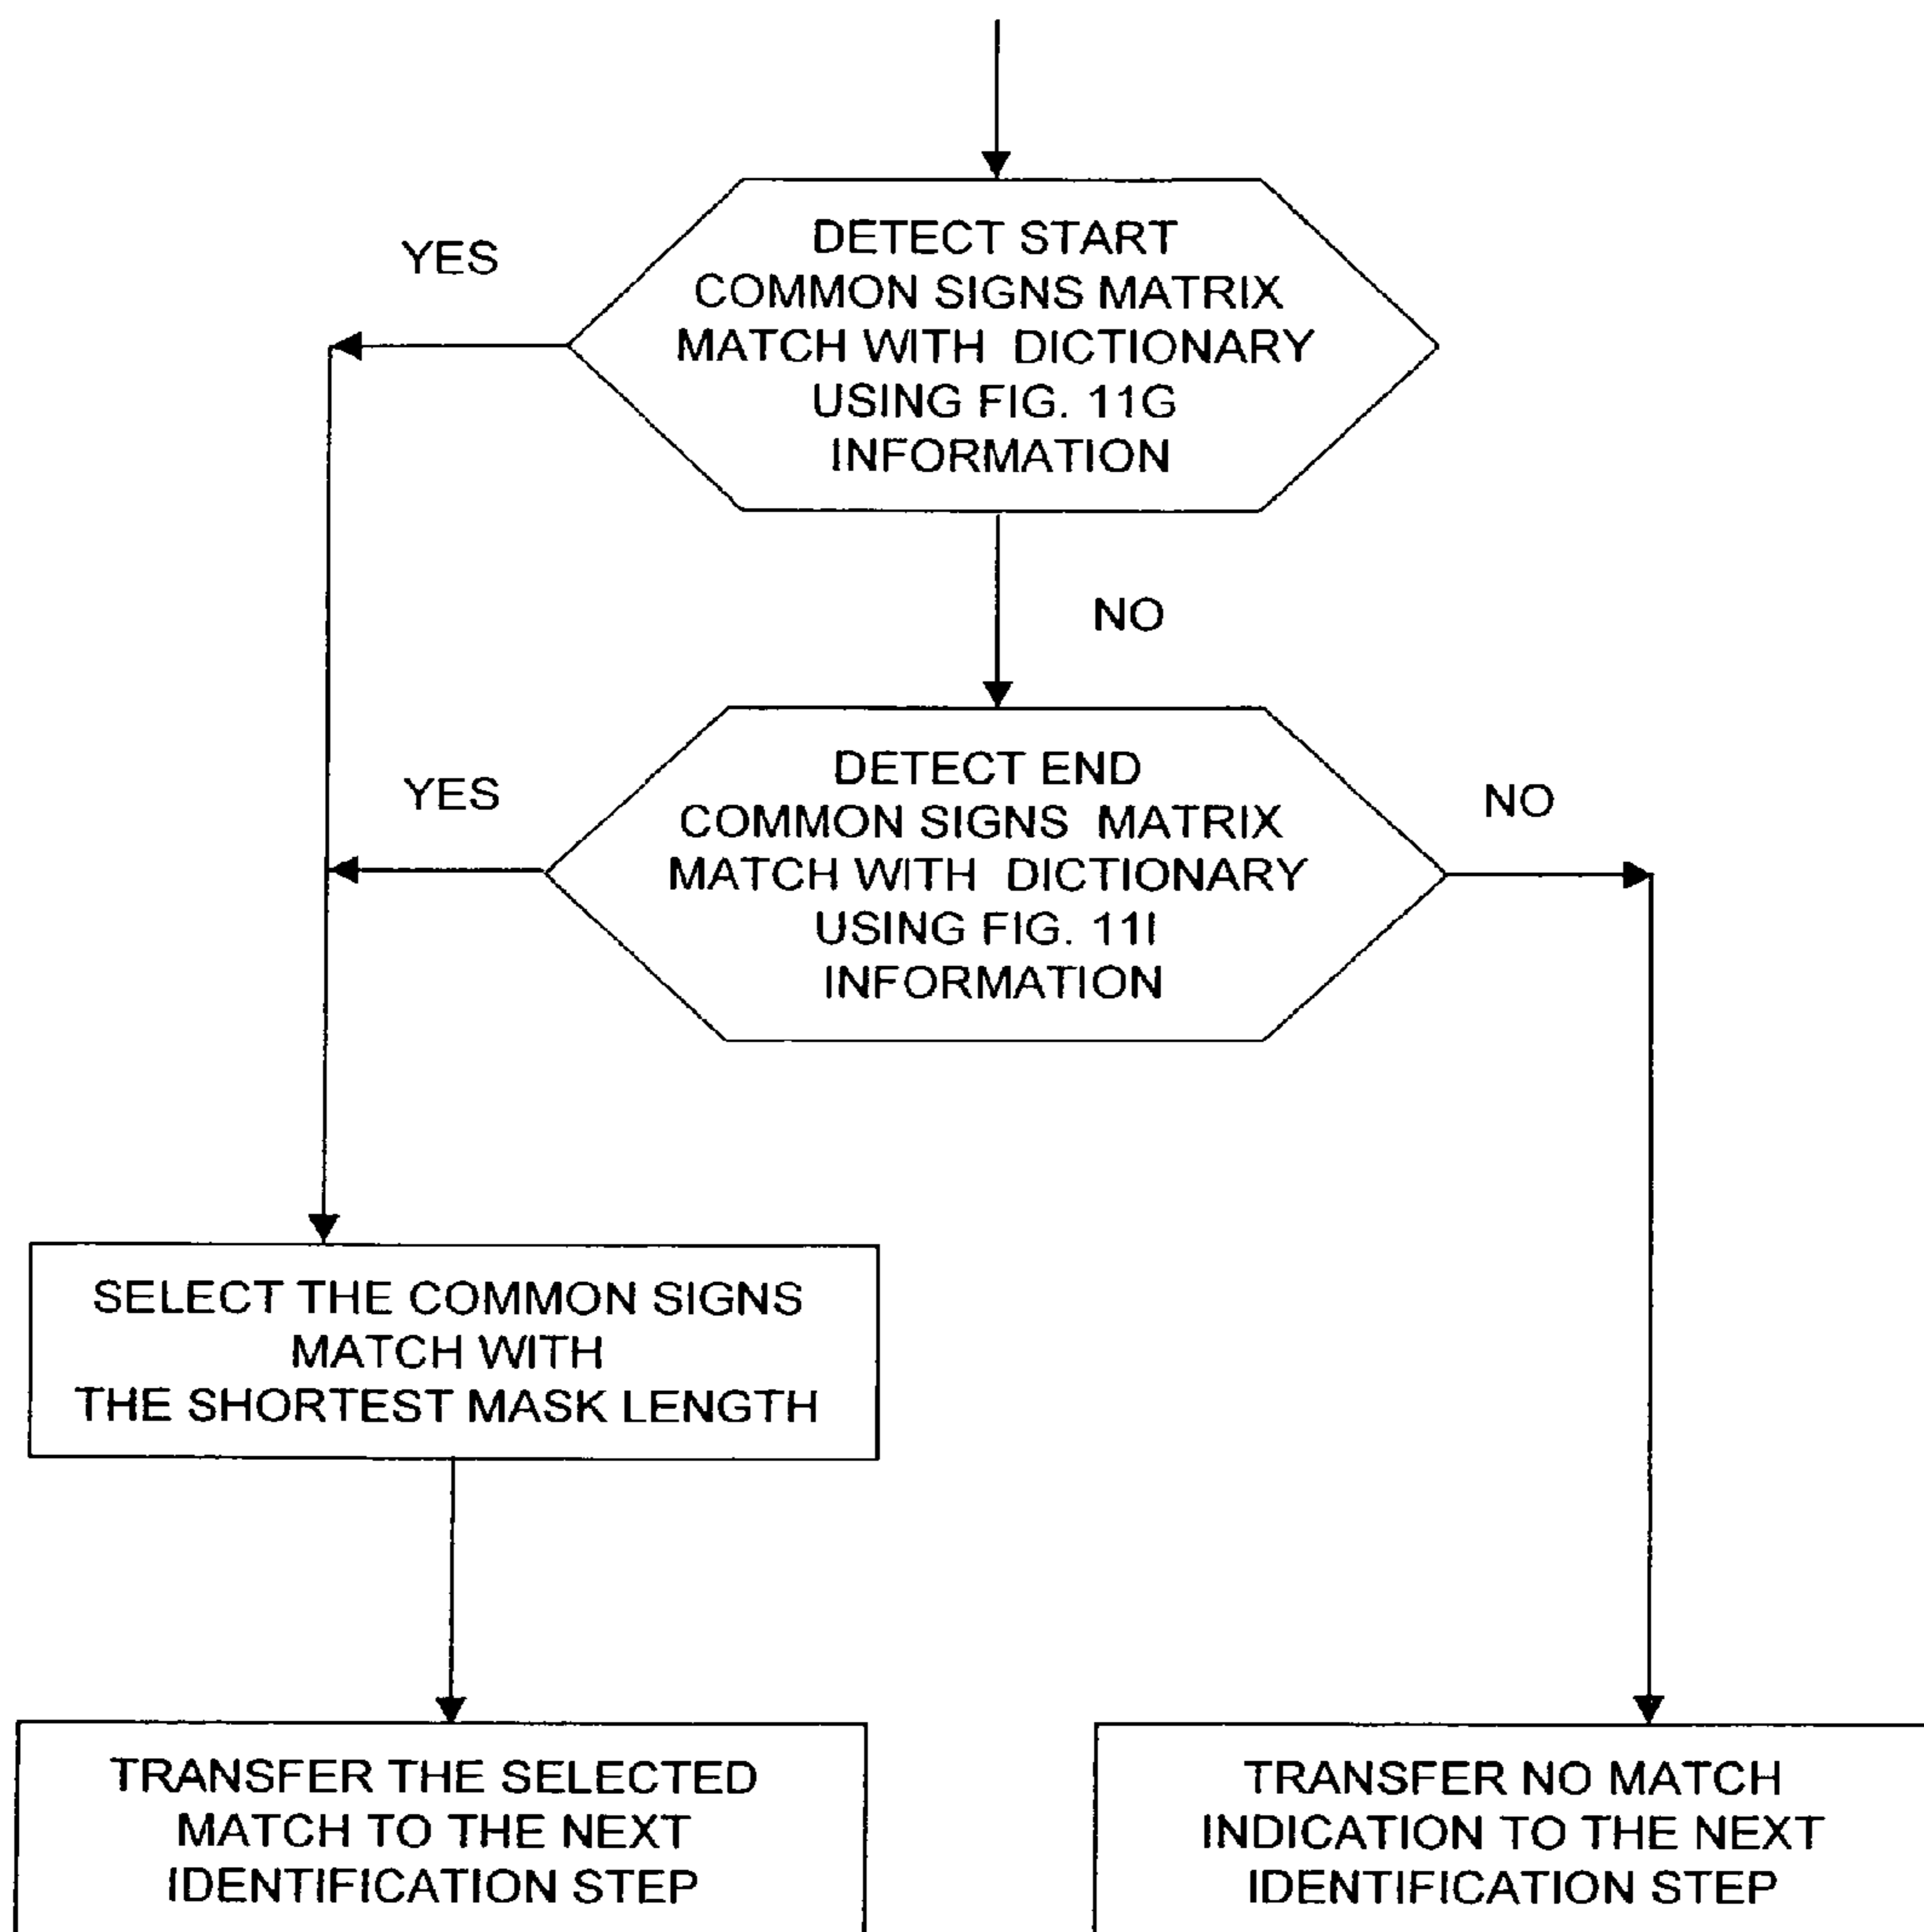 YES
DETECT START
COMMON SIGNS MATRIX
MATCH WITH DICTIONARY
USING FIG. 11G
INFORMATION
NO
YES
DETECT END
COMMON SIGNS MATRIX
MATCH WITH DICTIONARY
USING FIG. 11I
INFORMATION
NO
SELECT THE COMMON SIGNS
MATCH WITH
THE SHORTEST MASK LENGTH
TRANSFER THE SELECTED
MATCH TO THE NEXT
IDENTIFICATION STEP
TRANSFER NO MATCH
INDICATION TO THE NEXT
IDENTIFICATION STEP